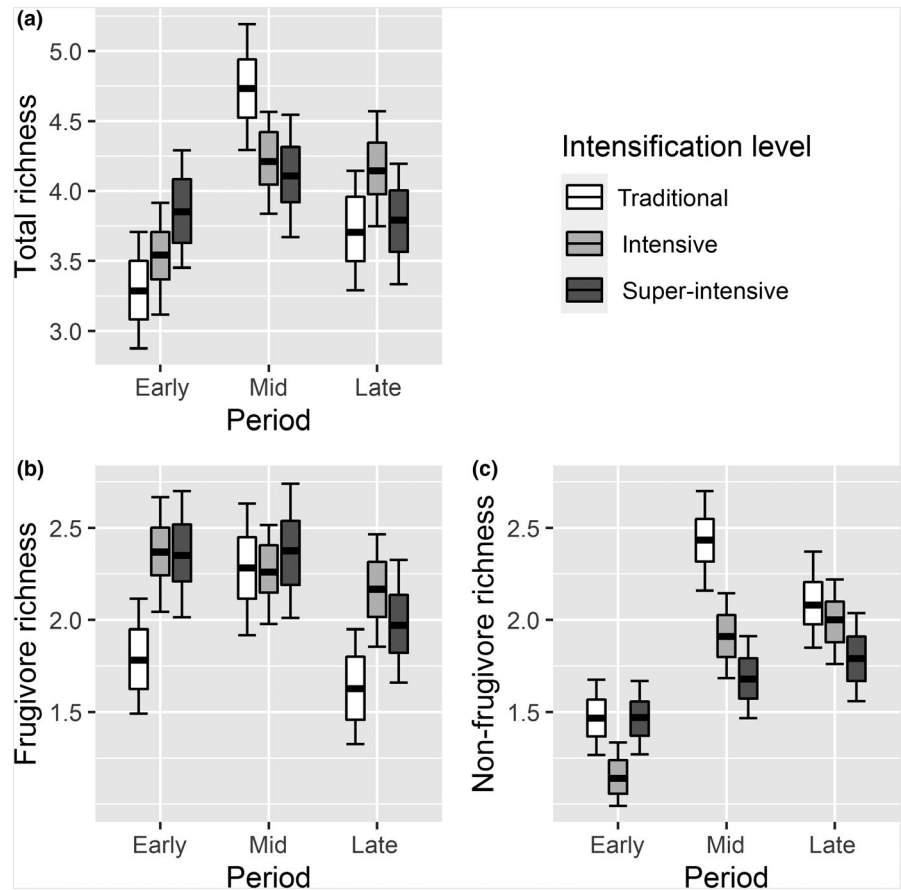 (a)
Total richness
5.0
4.5
4.0
3.5
3.0
Early Mid Late
Period
Intensification level
Traditional
Intensive
Super-intensive
(b)
Frugivore richness
2.5
2.0
1.5
Early Mid Late
Period
(c)
Non-frugivore richness
2.5
2.0
1.5
Early Mid Late
Period